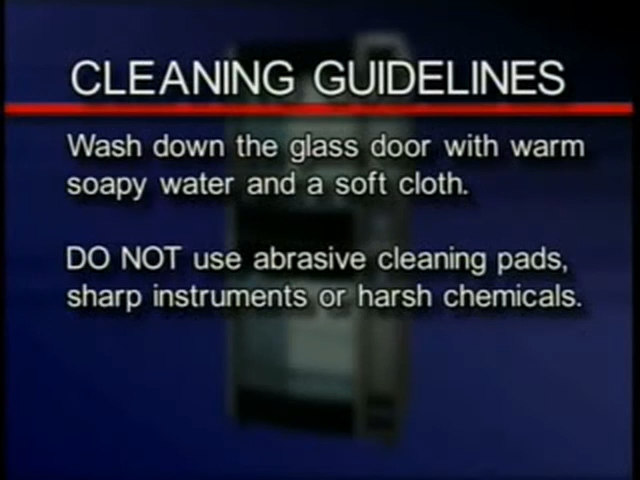 CLEANING GUIDELINES
Wash down the glass door with warm
soapy water and a soft cloth.
DO NOT use abrasive cleaning pads,
sharp instruments or harsh chemicals.